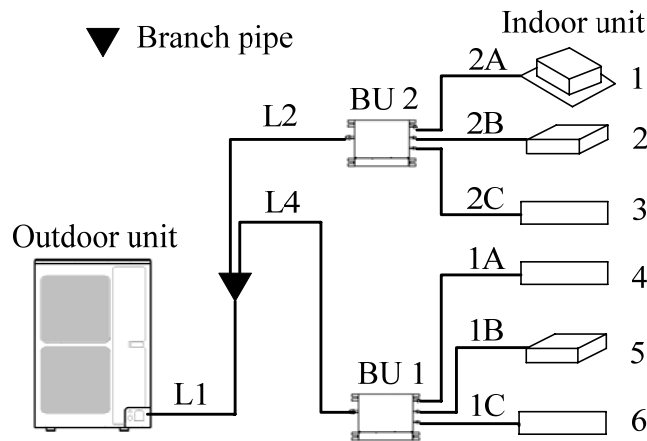 Branch pipe
Indoor unit
2A
1
BU 2
L2
2B
2
L4
2C
3
Outdoor unit
1A
4
1B
5
BU 1
L1
1C
6